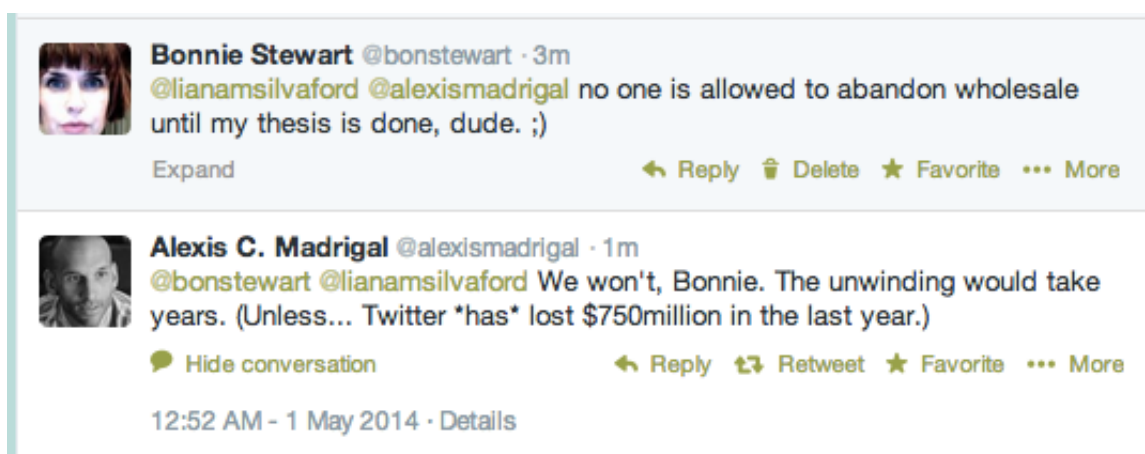 Bonnie Stewart @bonstewart · 3m
@lianamsilvaford @alexismadrigal no one is allowed to abandon wholesale
until my thesis is done, dude. ;)
Expand Reply Delete Favorite More
Alexis C. Madrigal @alexismadrigal · 1m
@bonstewart @lianamsilvaford We won't, Bonnie. The unwinding would take
years. (Unless... Twitter *has* lost $750million in the last year.)
Hide conversation Reply Retweet Favorite More
12:52 AM - 1 May 2014 · Details